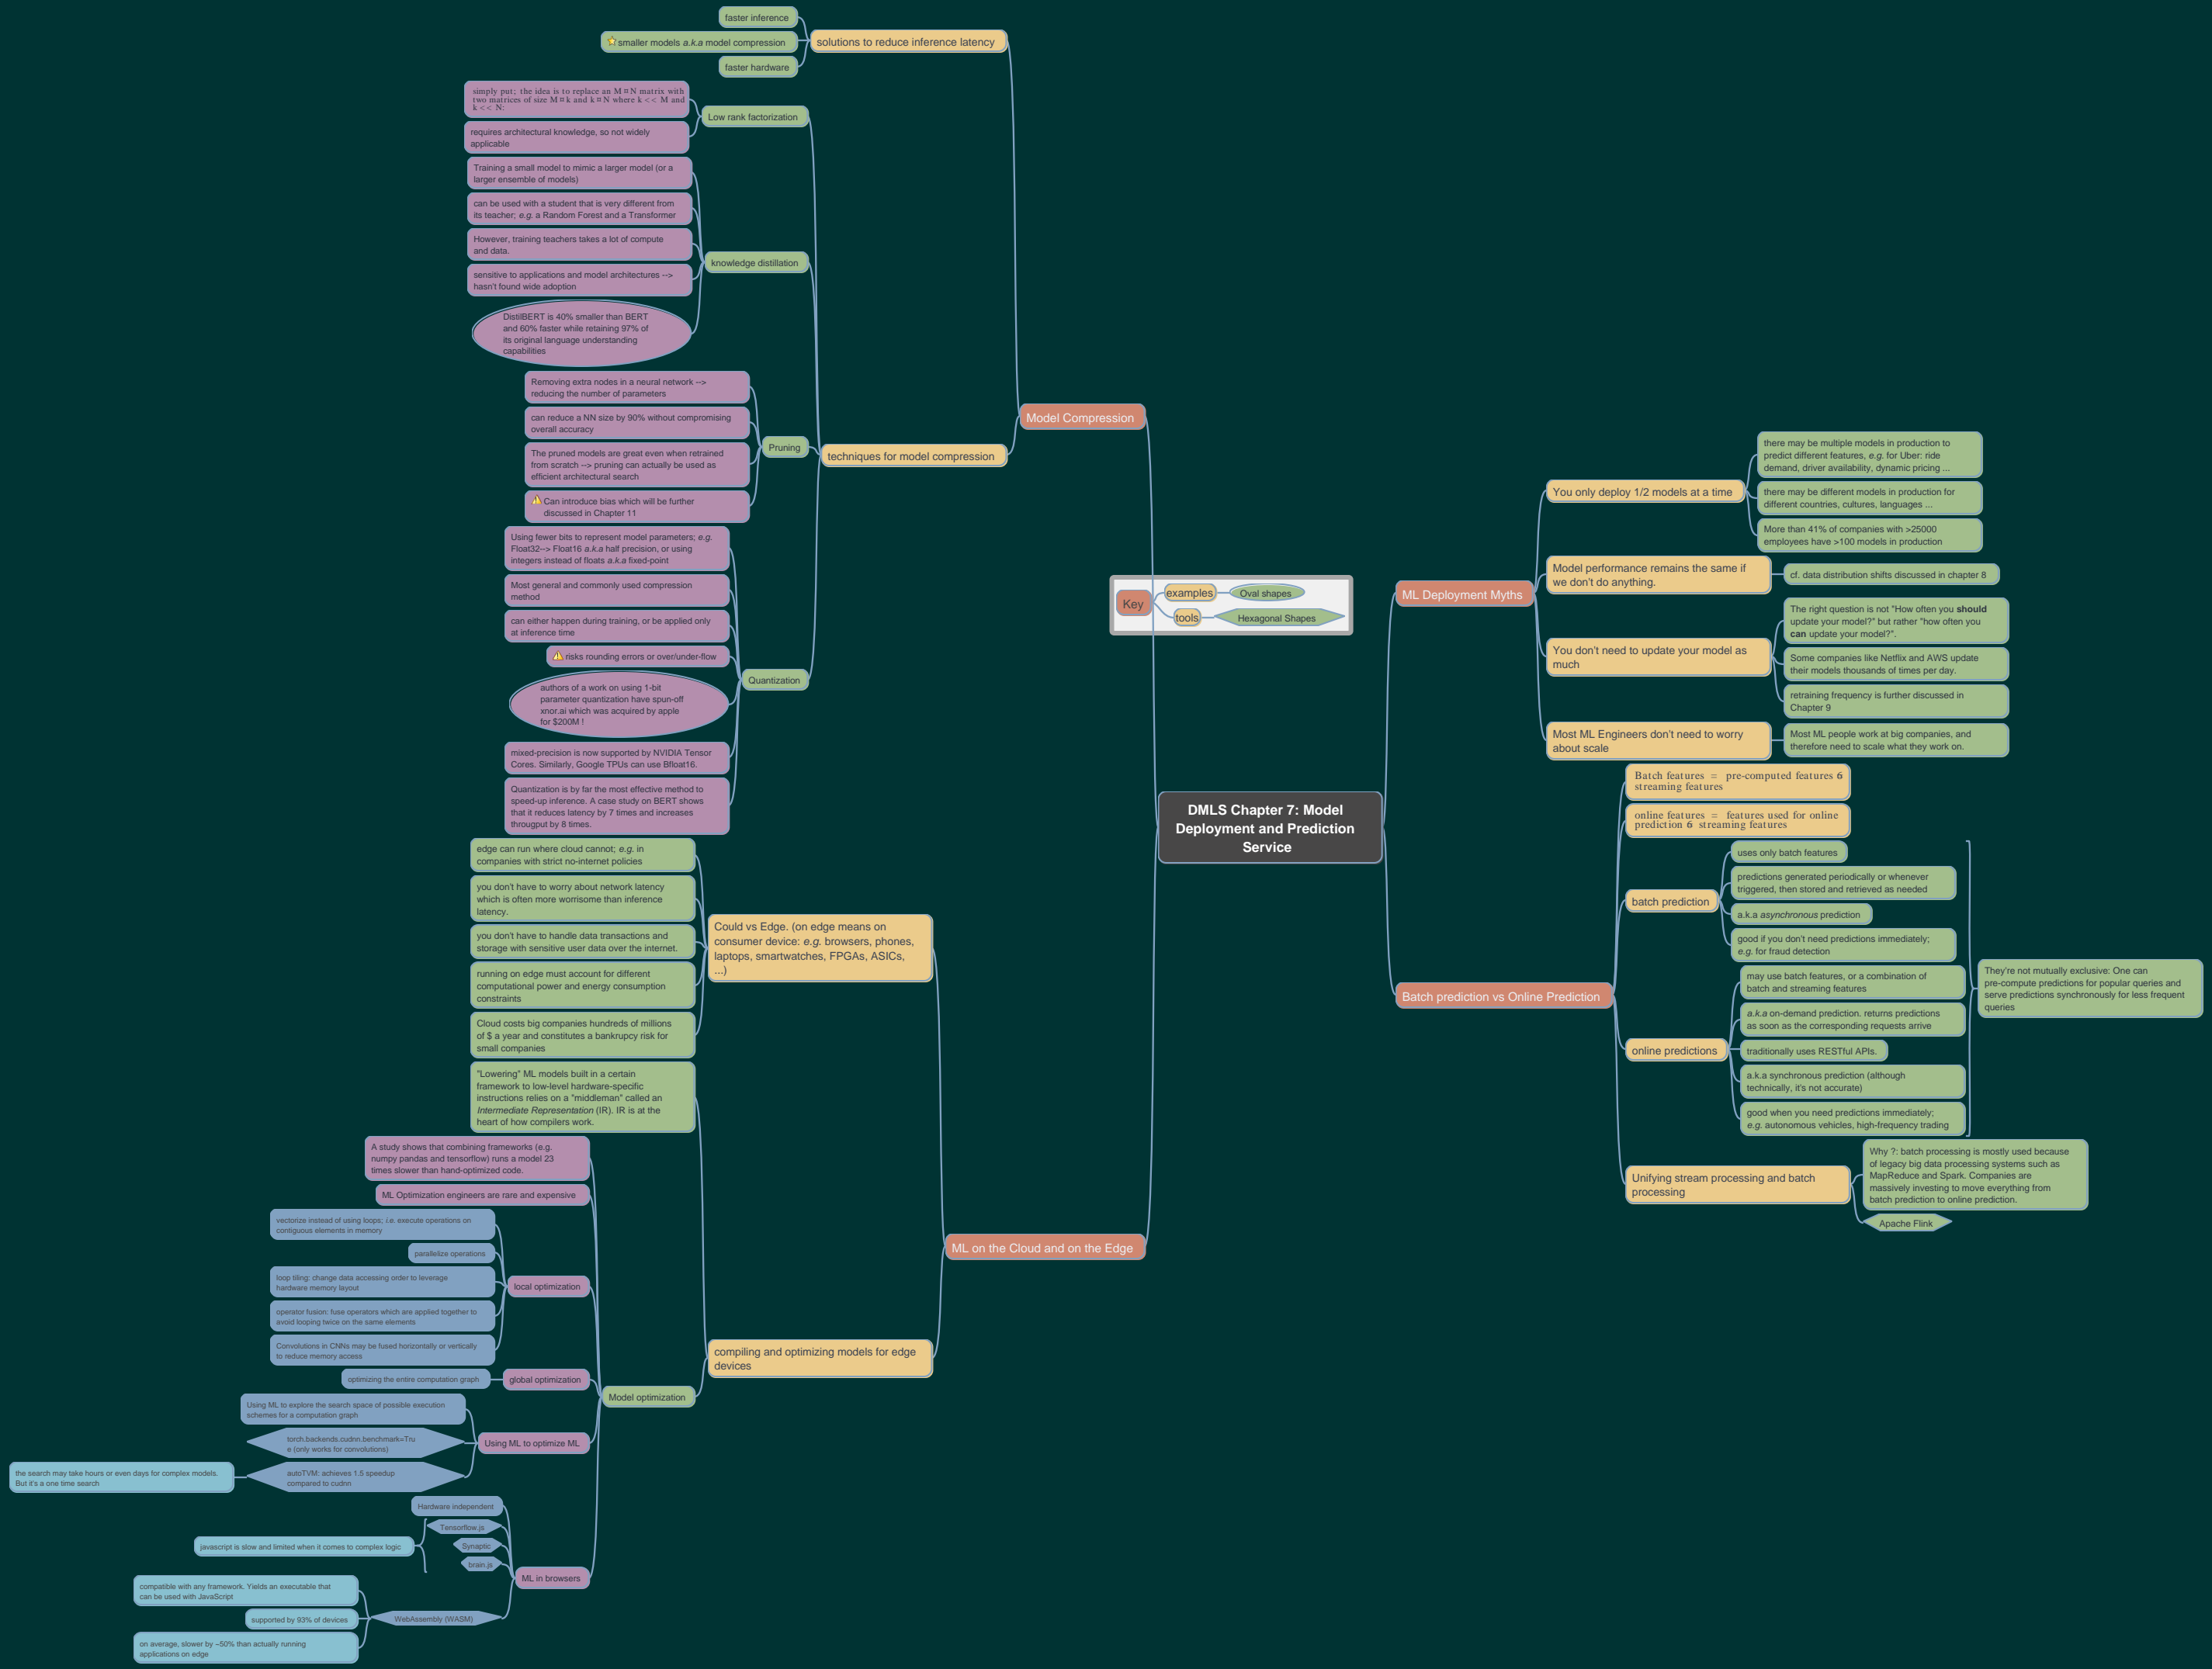 faster inference
smaller models a.k.a model compression
faster hardware
solutions to reduce inference latency
simply put; the idea is to replace an M¤N matrix with
two matrices of size M¤k and k¤N where k<< M and
k<< N:
requires architectural knowledge, so not widely
applicable
Low rank factorization
Training a small model to mimic a larger model (or a
larger ensemble of models)
can be used with a student that is very different from
its teacher; e.g. a Random Forest and a Transformer
However, training teachers takes a lot of compute
and data.
sensitive to applications and model architectures -->
hasn't found wide adoption
DistilBERT is 40% smaller than BERT
and 60% faster while retaining 97% of
its original language understanding
capabilities
knowledge distillation
Removing extra nodes in a neural network -->
reducing the number of parameters
can reduce a NN size by 90% without compromising
overall accuracy
The pruned models are great even when retrained
from scratch --> pruning can actually be used as
efficient architectural search
Can introduce bias which will be further
discussed in Chapter 11
Pruning
Using fewer bits to represent model parameters; e.g.
Float32--> Float16 a.k.a half precision, or using
integers instead of floats a.k.a fixed-point
Most general and commonly used compression
method
can either happen during training, or be applied only
at inference time
risks rounding errors or over/under-flow
authors of a work on using 1-bit
parameter quantization have spun-off
xnor.ai which was acquired by apple
for $200M !
mixed-precision is now supported by NVIDIA Tensor
Cores. Similarly, Google TPUs can use Bfloat16.
Quantization is by far the most effective method to
speed-up inference. A case study on BERT shows
that it reduces latency by 7 times and increases
througput by 8 times.
Quantization
techniques for model compression
Model Compression
edge can run where cloud cannot; e.g. in
companies with strict no-internet policies
you don't have to worry about network latency
which is often more worrisome than inference
latency.
you don't have to handle data transactions and
storage with sensitive user data over the internet.
running on edge must account for different
computational power and energy consumption
constraints
Cloud costs big companies hundreds of millions
of $ a year and constitutes a bankrupcy risk for
small companies
Could vs Edge. (on edge means on
consumer device: e.g. browsers, phones,
laptops, smartwatches, FPGAs, ASICs,
...)
"Lowering" ML models built in a certain
framework to low-level hardware-specific
instructions relies on a "middleman" called an
Intermediate Representation (IR). IR is at the
heart of how compilers work.
A study shows that combining frameworks (e.g.
numpy pandas and tensorflow) runs a model 23
times slower than hand-optimized code.
ML Optimization engineers are rare and expensive
vectorize instead of using loops; i.e. execute operations on
contiguous elements in memory
parallelize operations
loop tiling: change data accessing order to leverage
hardware memory layout
operator fusion: fuse operators which are applied together to
avoid looping twice on the same elements
Convolutions in CNNs may be fused horizontally or vertically
to reduce memory access
local optimization
optimizing the entire computation graph
global optimization
Using ML to explore the search space of possible execution
schemes for a computation graph
torch.backends.cudnn.benchmark=Tru
e (only works for convolutions)
the search may take hours or even days for complex models.
But it's a one time search
autoTVM: achieves 1.5 speedup
compared to cudnn
Using ML to optimize ML
Hardware independent
Tensorflow.js
Synaptic
brain.js
javascript is slow and limited when it comes to complex logic
compatible with any framework. Yields an executable that
can be used with JavaScript
supported by 93% of devices
on average, slower by ~50% than actually running
applications on edge
WebAssembly (WASM)
ML in browsers
Model optimization
compiling and optimizing models for edge
devices
ML on the Cloud and on the Edge
Key
examples
Oval shapes
tools
Hexagonal Shapes
DMLS Chapter 7: Model
Deployment and Prediction
Service
ML Deployment Myths
You only deploy 1/2 models at a time
there may be multiple models in production to
predict different features, e.g. for Uber: ride
demand, driver availability, dynamic pricing ...
there may be different models in production for
different countries, cultures, languages ...
More than 41% of companies with >25000
employees have >100 models in production
Model performance remains the same if
we don't do anything.
cf. data distribution shifts discussed in chapter 8
You don't need to update your model as
much
The right question is not "How often you should
update your model?" but rather "how often you
can update your model?".
Some companies like Netflix and AWS update
their models thousands of times per day.
retraining frequency is further discussed in
Chapter 9
Most ML Engineers don't need to worry
about scale
Most ML people work at big companies, and
therefore need to scale what they work on.
Batch prediction vs Online Prediction
Batch features = pre-computed features 6
streaming features
online features = features used for online
prediction 6 streaming features
batch prediction
uses only batch features
predictions generated periodically or whenever
triggered, then stored and retrieved as needed
a.k.a asynchronous prediction
good if you don't need predictions immediately;
e.g. for fraud detection
online predictions
may use batch features, or a combination of
batch and streaming features
a.k.a on-demand prediction. returns predictions
as soon as the corresponding requests arrive
traditionally uses RESTful APIs.
a.k.a synchronous prediction (although
technically, it's not accurate)
good when you need predictions immediately;
e.g. autonomous vehicles, high-frequency trading
They're not mutually exclusive: One can
pre-compute predictions for popular queries and
serve predictions synchronously for less frequent
queries
Unifying stream processing and batch
processing
Why ?: batch processing is mostly used because
of legacy big data processing systems such as
MapReduce and Spark. Companies are
massively investing to move everything from
batch prediction to online prediction.
Apache Flink